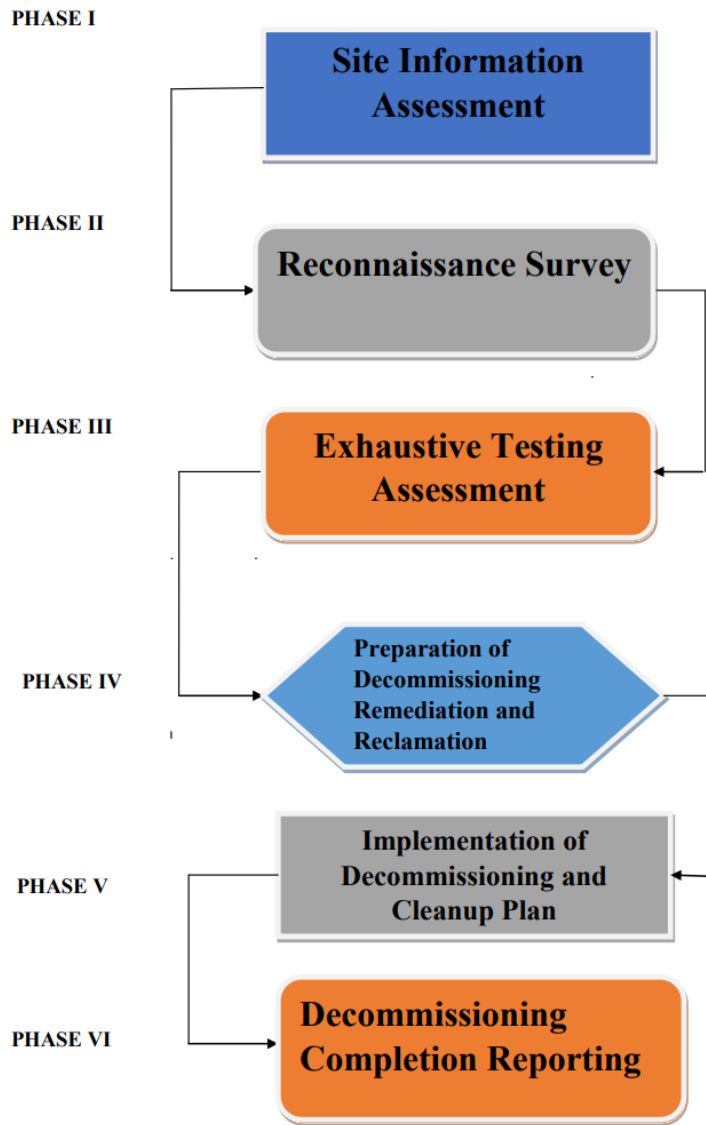 PHASE I
Site Information
Assessment
PHASE II
Reconnaissance Survey
PHASE III
Exhaustive Testing
Assessment
PHASE IV
Preparation of
Decommissioning
Remediation and
Reclamation
PHASE V
Implementation of
Decommissioning and
Cleanup Plan
PHASE VI
Decommissioning
Completion Reporting